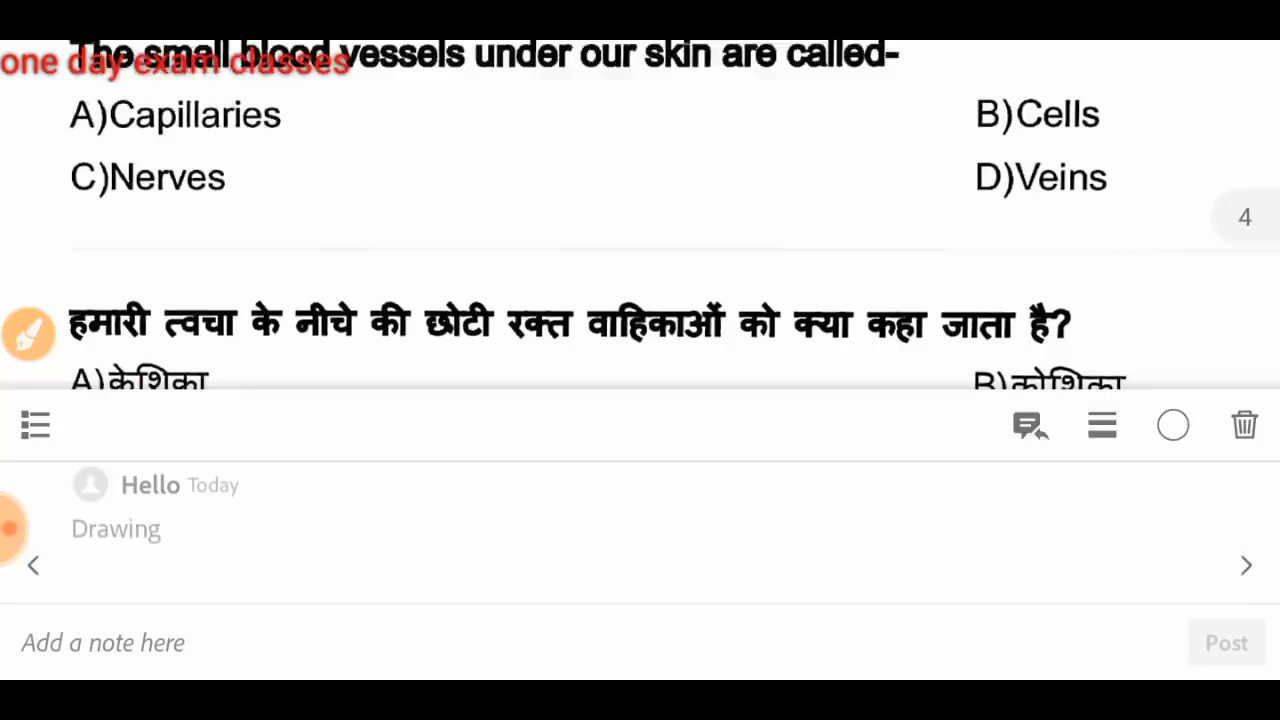 The small blood vessels under our skin are called-
one day exam classes
A)Capillaries
B)Cells
C)Nerves
D)Veins
4
हमारी त्वचा के नीचे की छोटी रक्त वाहिकाओं को क्या कहा जाता है?
A)केशिका
B)कोशिका
Hello Today
Drawing
Add a note here
Post